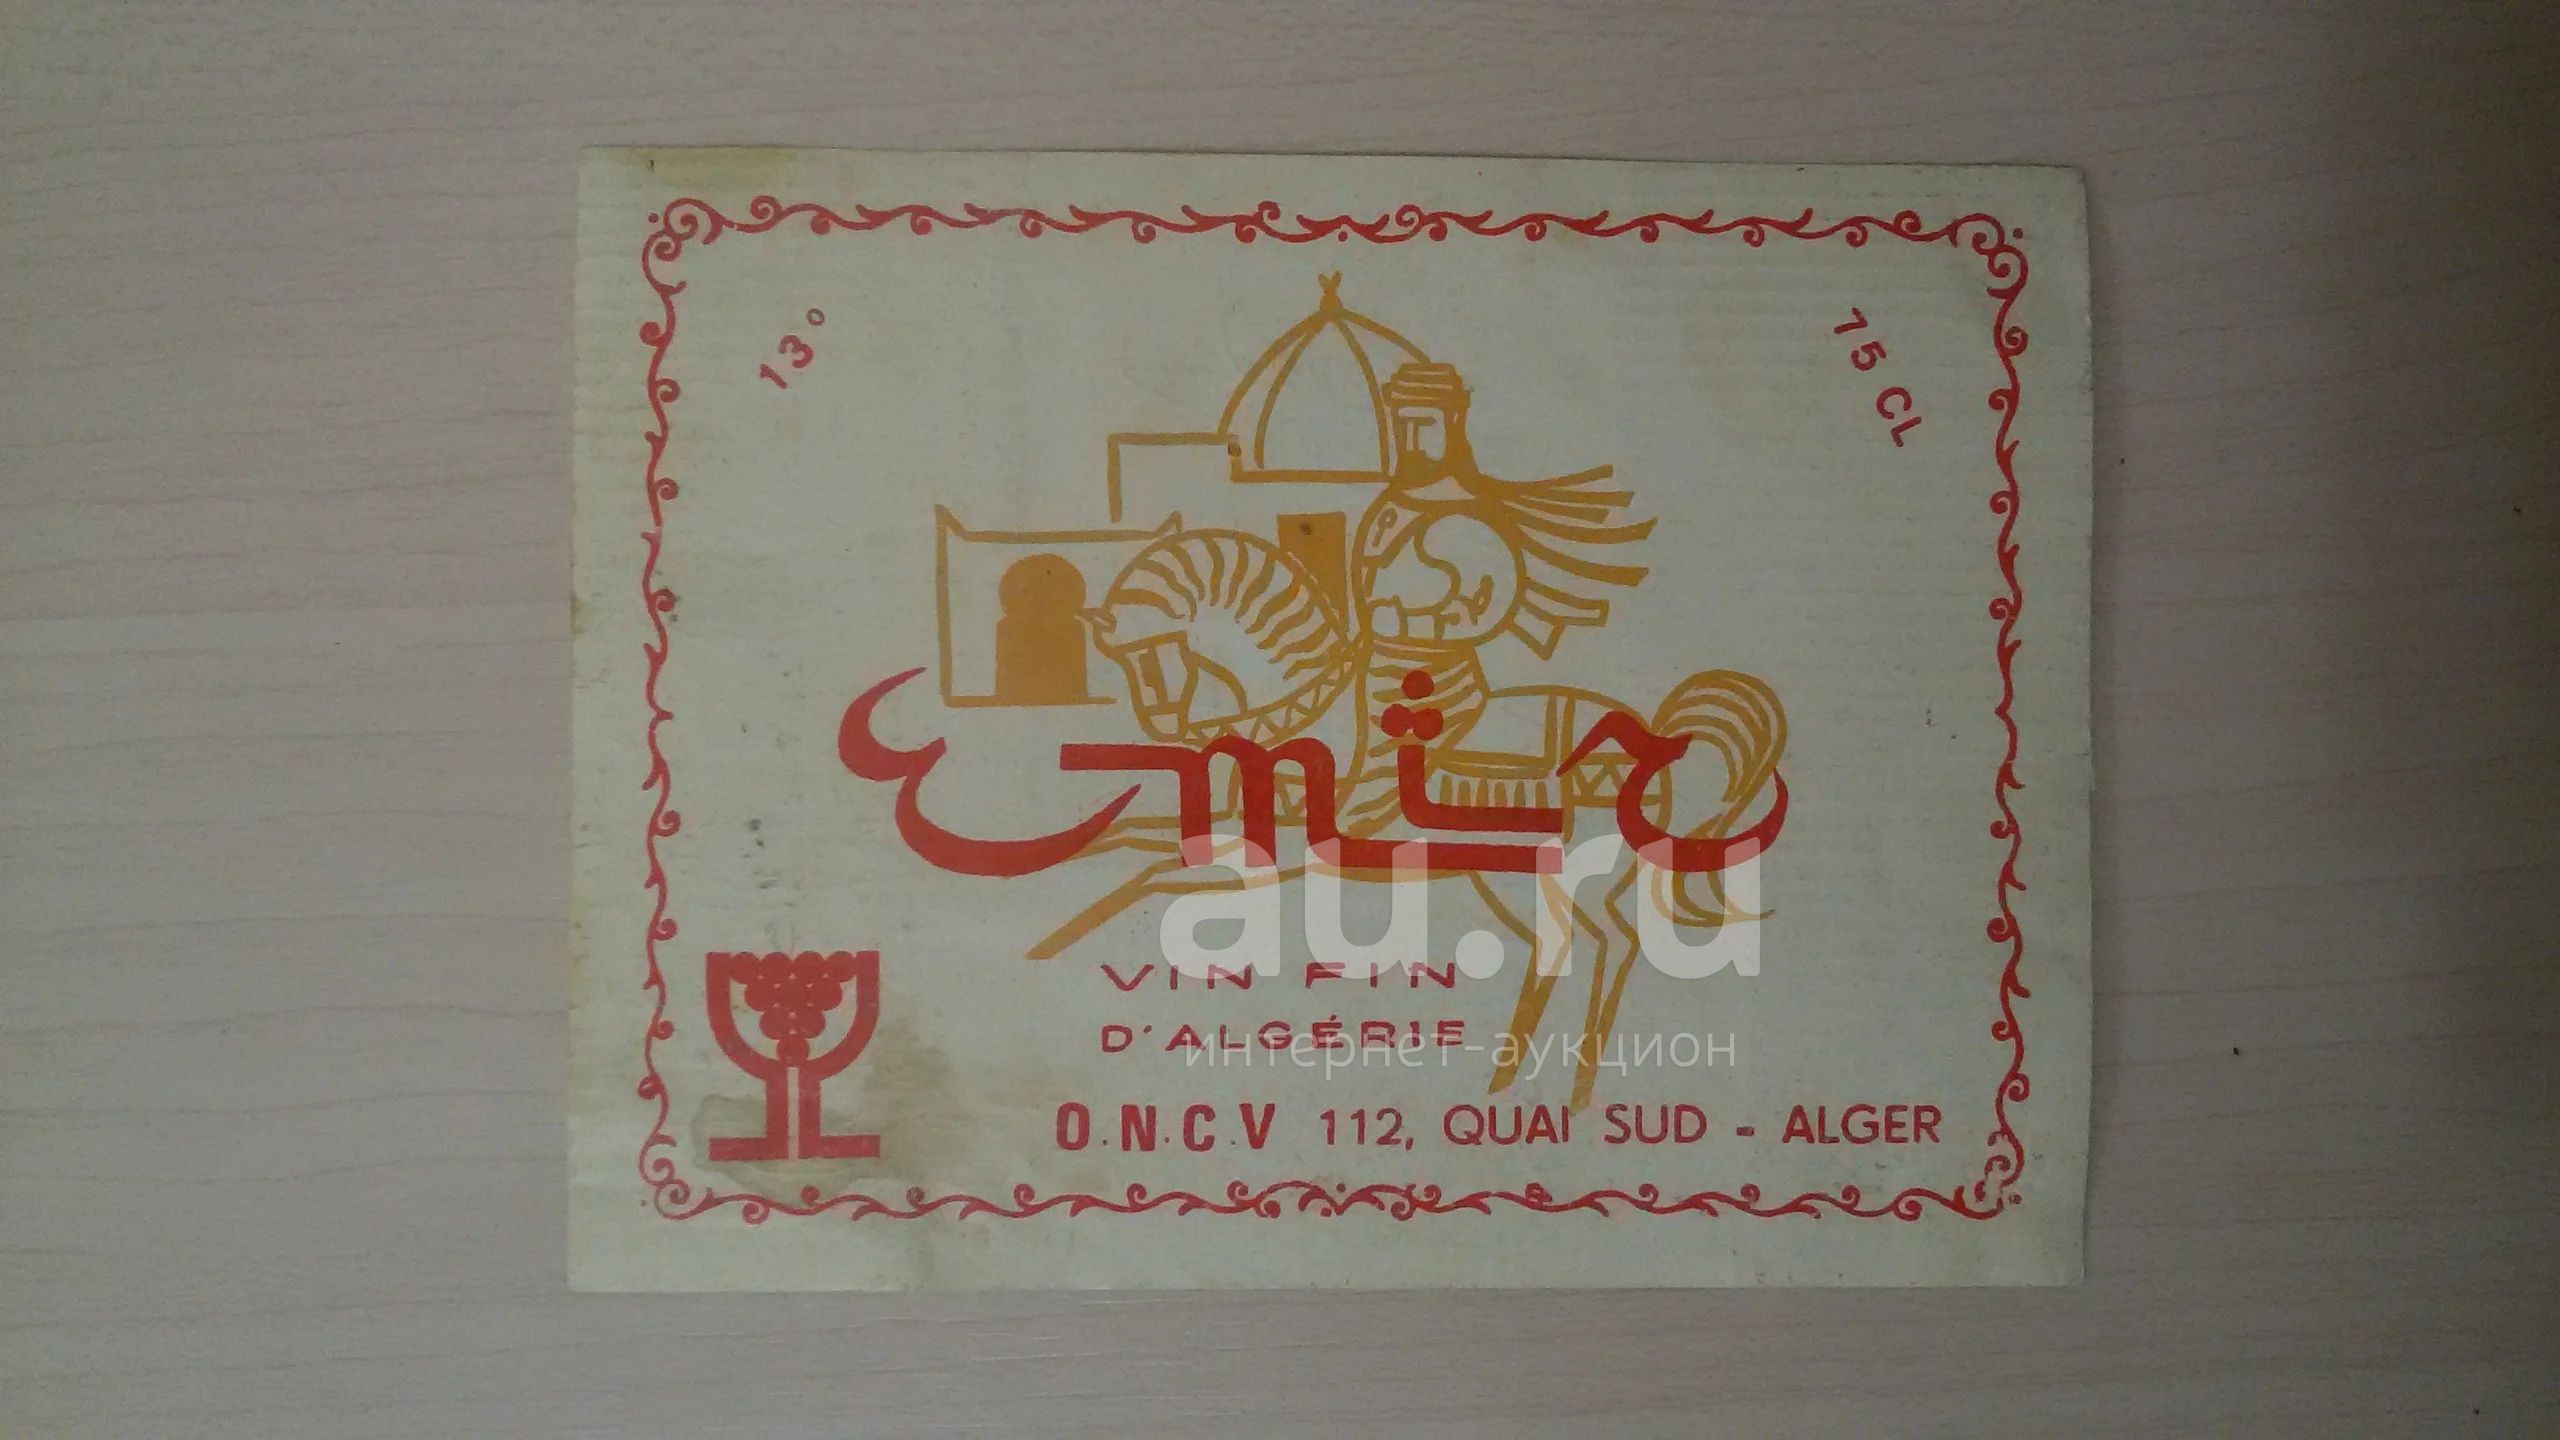 13°
75 CL
Emir
VIN FIN
D'ALGÉRIE
O.N.C.V 112, QUAI SUD - ALGER
au.ru
интернет-аукцион